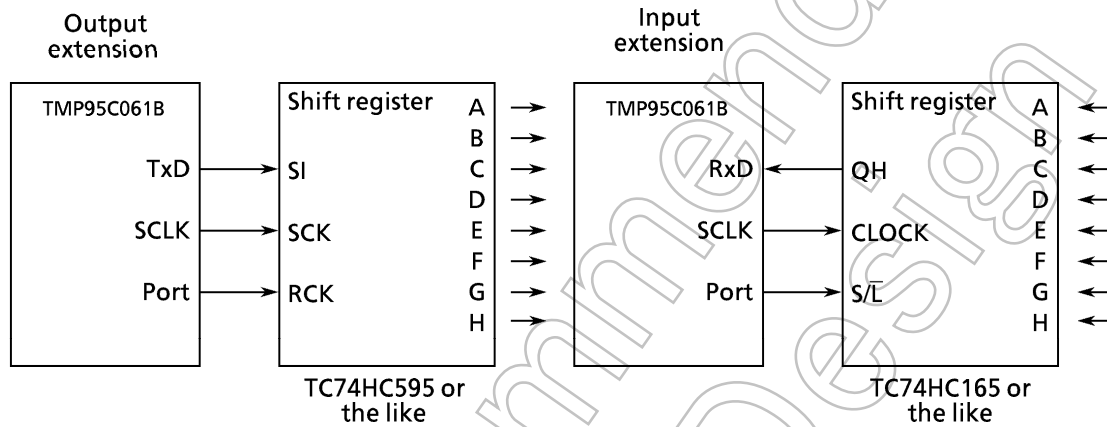 Output
extension
TMP95C061B
TxD
SCLK
Port
Shift register
SI
SCK
RCK
A
B
C
D
E
F
G
H
TC74HC595 or
the like
Input
extension
TMP95C061B
RxD
SCLK
Port
Shift register
QH
CLOCK
S/L̅
A
B
C
D
E
F
G
H
TC74HC165 or
the like
Design